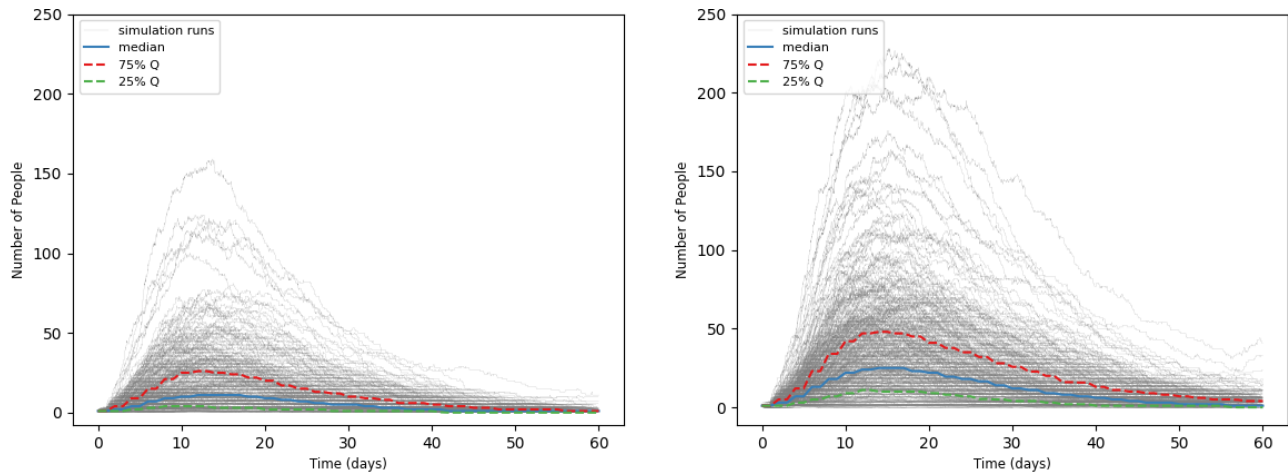 250
200
150
100
50
0
Number of People
simulation runs
median
75% Q
25% Q
0 10 20 30 40 50 60
Time (days)
250
200
150
100
50
0
Number of People
simulation runs
median
75% Q
25% Q
0 10 20 30 40 50 60
Time (days)